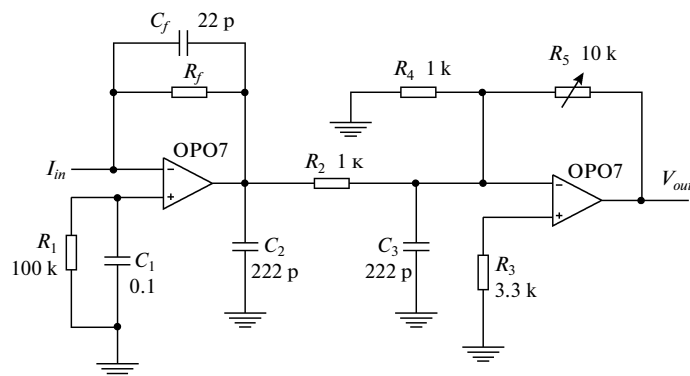 C_f 22 p
R_f
R_4 1 k
R_5 10 k
OPO7
I_in
R_2 1 к
OPO7
V_out
R_1
100 k
C_1
0.1
C_2
222 p
C_3
222 p
R_3
3.3 k